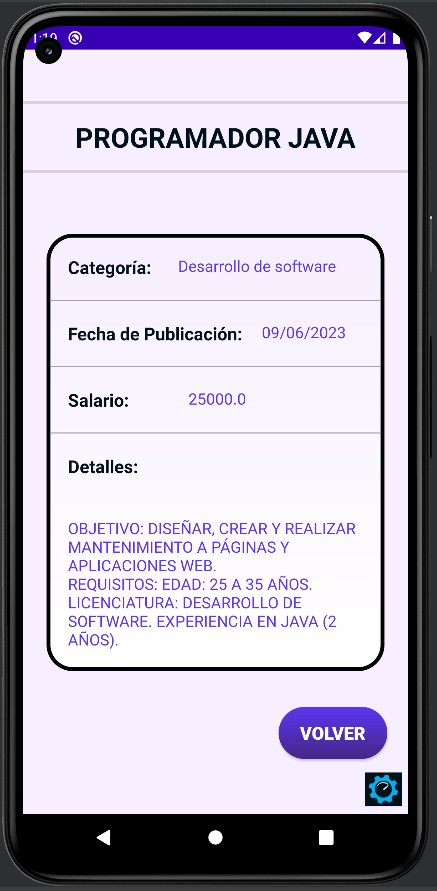 1:19
PROGRAMADOR JAVA
Categoría: Desarrollo de software
Fecha de Publicación: 09/06/2023
Salario: 25000.0
Detalles:
OBJETIVO: DISEÑAR, CREAR Y REALIZAR
MANTENIMIENTO A PÁGINAS Y
APLICACIONES WEB.
REQUISITOS: EDAD: 25 A 35 AÑOS.
LICENCIATURA: DESARROLLO DE
SOFTWARE. EXPERIENCIA EN JAVA (2
AÑOS).
VOLVER